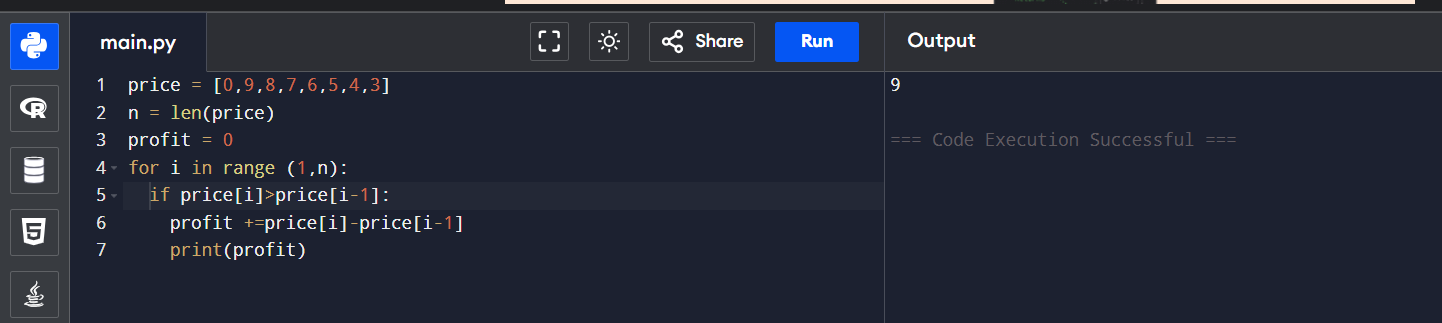 main.py
Share
Run
Output
1 price = [0,9,8,7,6,5,4,3]
2 n = len(price)
3 profit = 0
4 for i in range (1,n):
5   if price[i]>price[i-1]:
6     profit +=price[i]-price[i-1]
7     print(profit)
9
=== Code Execution Successful ===